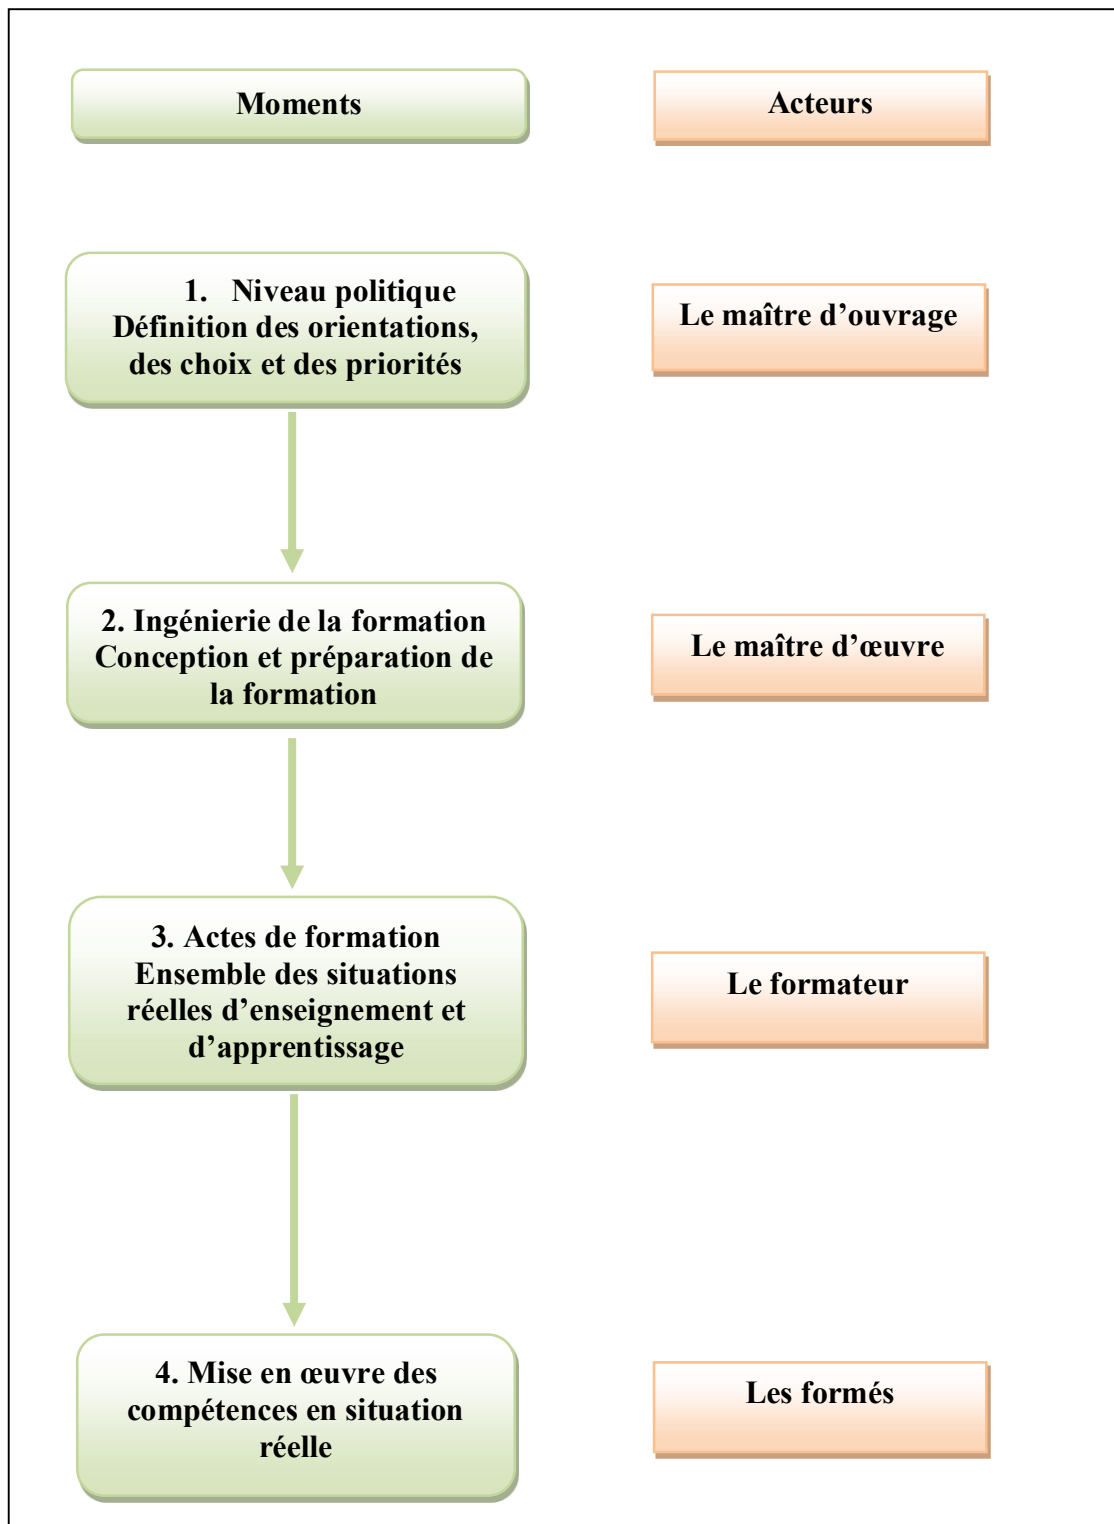 Moments
Acteurs
1. Niveau politique
Définition des orientations,
des choix et des priorités
Le maître d’ouvrage
2. Ingénierie de la formation
Conception et préparation de
la formation
Le maître d’œuvre
3. Actes de formation
Ensemble des situations
réelles d’enseignement et
d’apprentissage
Le formateur
4. Mise en œuvre des
compétences en situation
réelle
Les formés